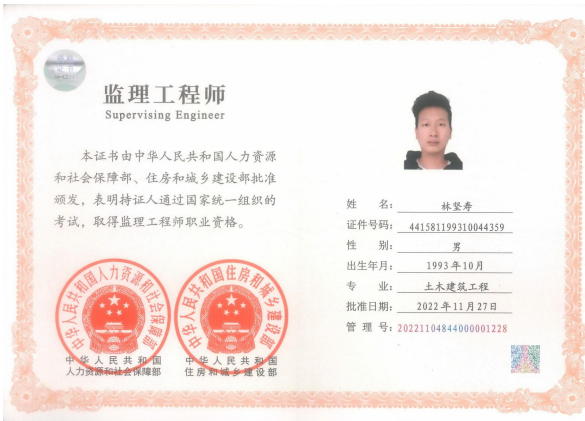 监理工程师
Supervising Engineer
本证书由中华人民共和国人力资源
和社会保障部、住房和城乡建设部批准
颁发，表明持证人通过国家统一组织的
考试，取得监理工程师职业资格。
中华人民共和国人力资源和社会保障部
中华人民共和国住房和城乡建设部
中华人民共和国
人力资源和社会保障部
中华人民共和国
住房和城乡建设部
姓 名：林坚寿
证件号码：441581199310044359
性 别：男
出生年月：1993年10月
专 业：土木建筑工程
批准日期：2022年11月27日
管 理 号：20221104844000001228